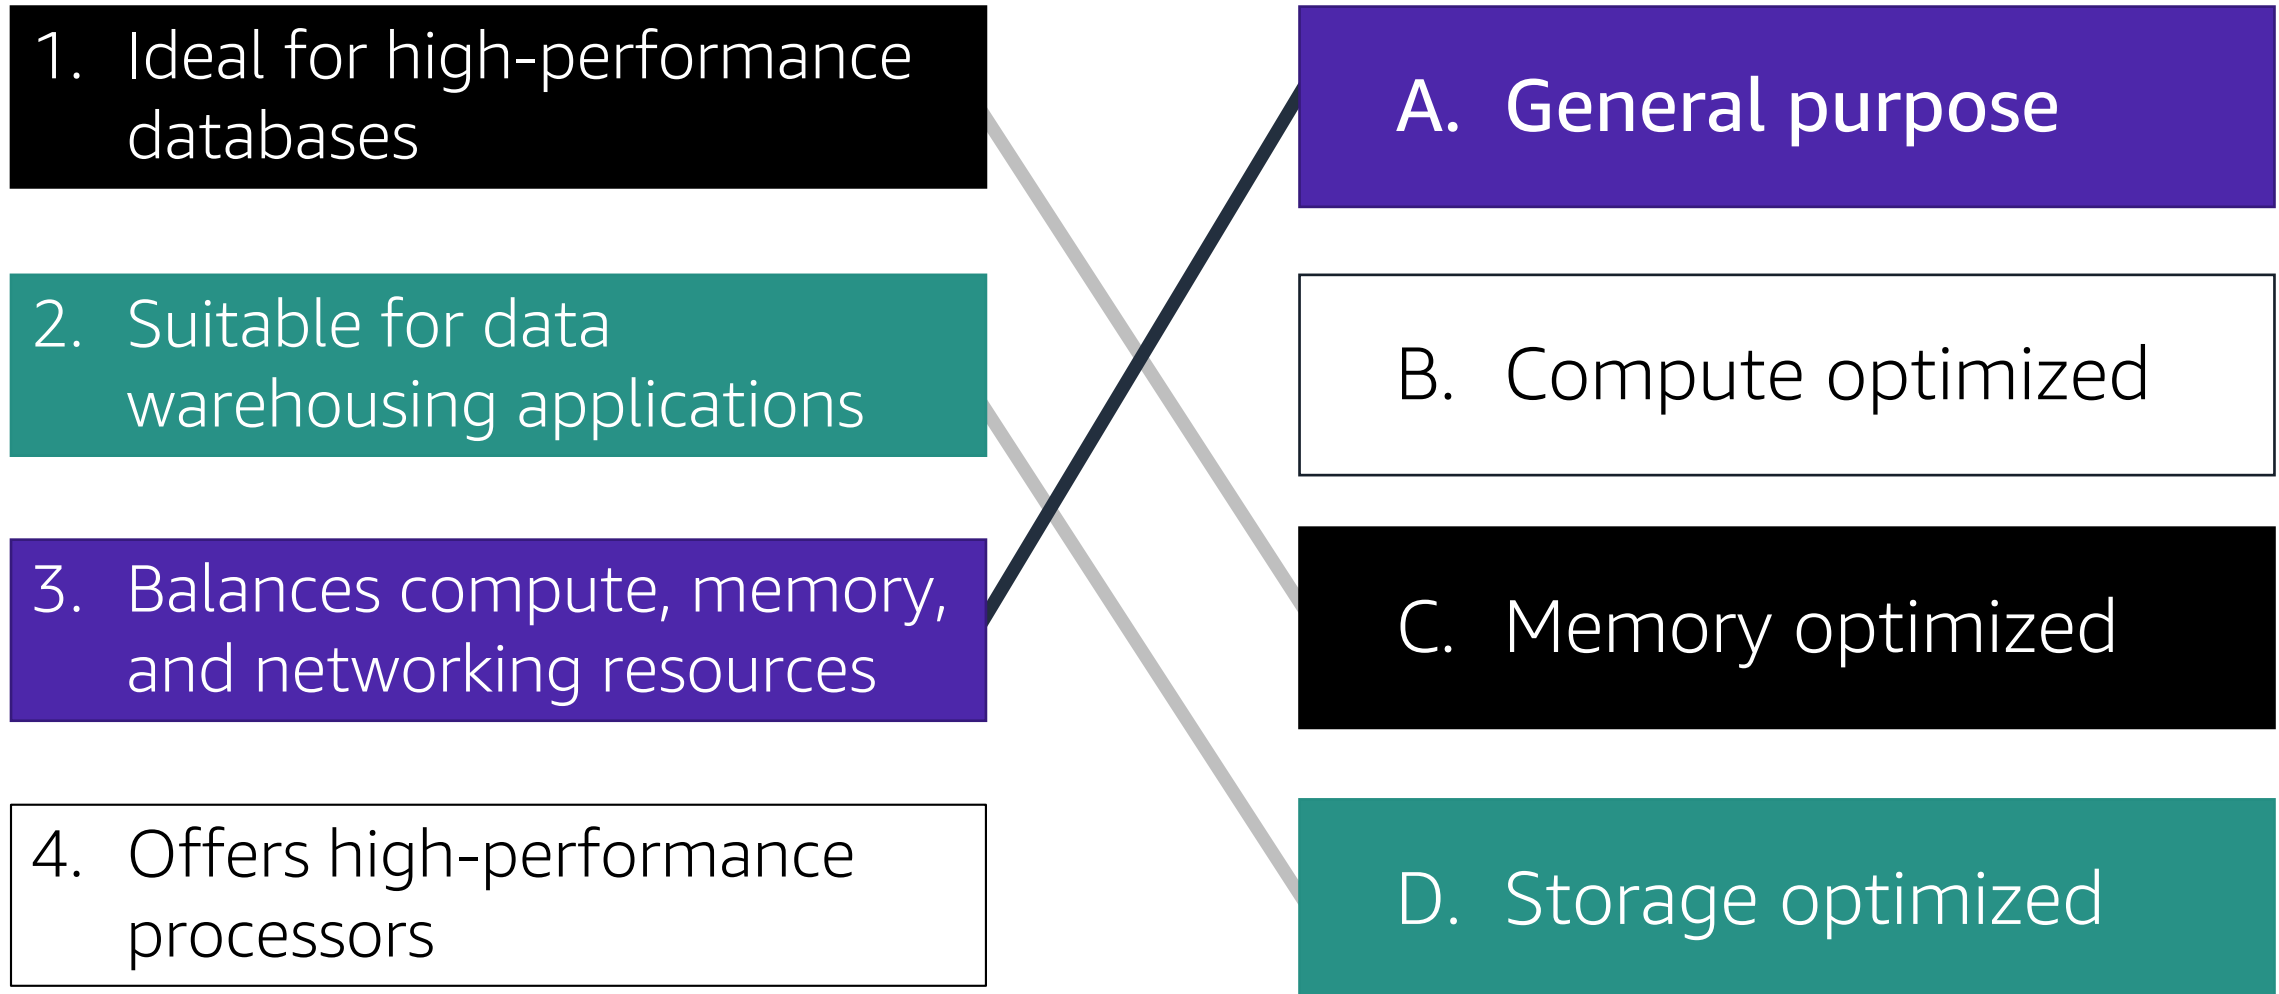 1. Ideal for high-performance
databases
2. Suitable for data
warehousing applications
3. Balances compute, memory,
and networking resources
4. Offers high-performance
processors
A. General purpose
B. Compute optimized
C. Memory optimized
D. Storage optimized